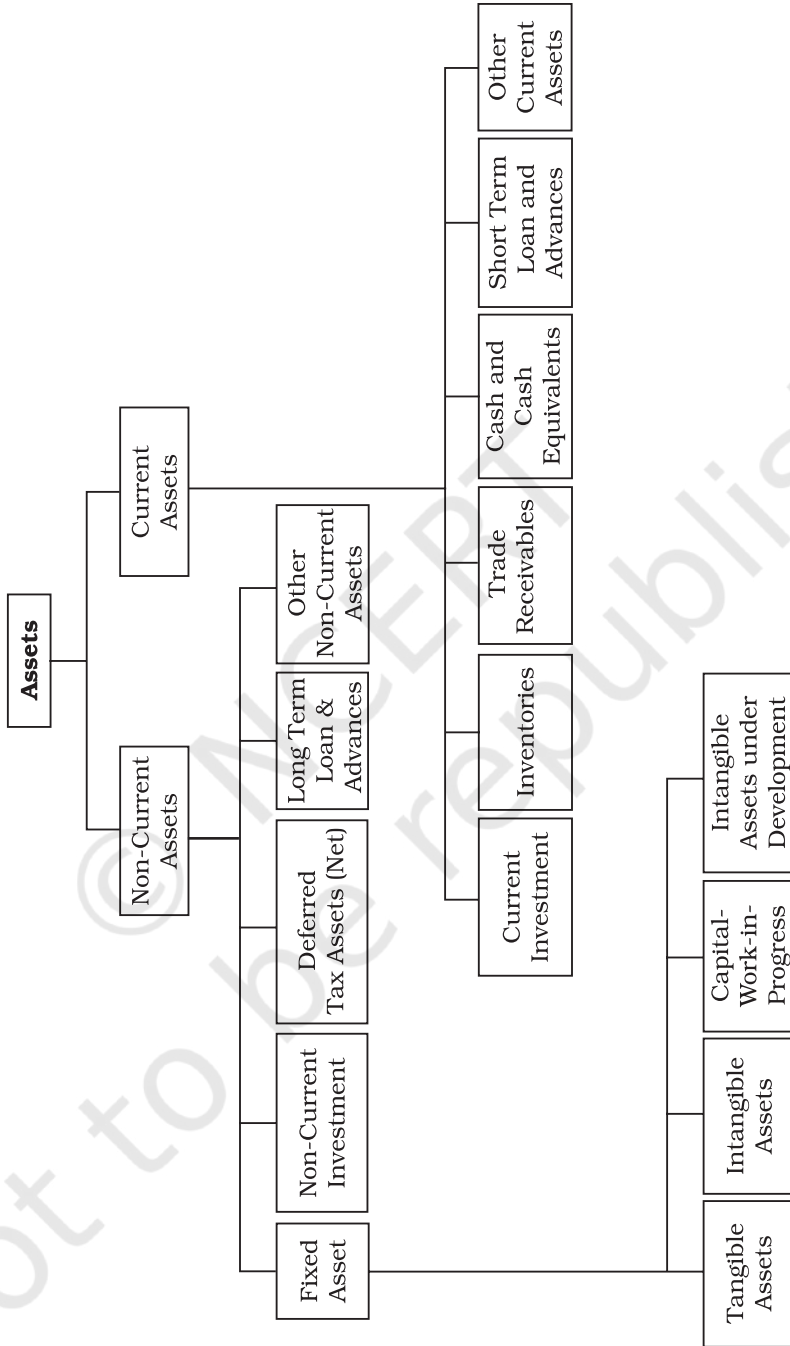 Assets
Non-Current
Assets
Current
Assets
Fixed
Asset
Non-Current
Investment
Deferred
Tax Assets (Net)
Long Term
Loan &
Advances
Other
Non-Current
Assets
Current
Investment
Inventories
Trade
Receivables
Cash and
Cash
Equivalents
Short Term
Loan and
Advances
Other
Current
Assets
Tangible
Assets
Intangible
Assets
Capital-
Work-in-
Progress
Intangible
Assets under
Development
© NCERT
to be republis